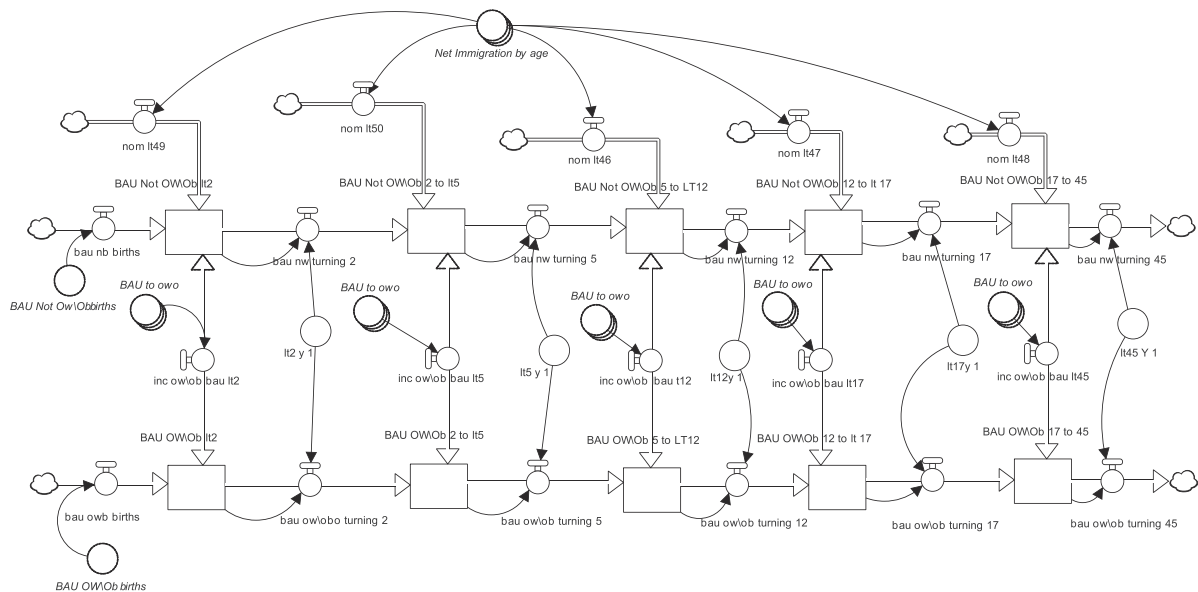 Net Immigration by age
nom lt49
nom lt50
nom lt46
nom lt47
nom lt48
BAU Not OW\Ob lt2
BAU Not OW\Ob 2 to lt5
BAU Not OW\Ob 5 to LT12
BAU Not OW\Ob 12 to lt 17
BAU Not OW\Ob 17 to 45
bau nb births
bau nw turning 2
bau nw turning 5
bau nw turning 12
bau nw turning 17
bau nw turning 45
BAU Not Ow\Obbirths
BAU to owo
BAU to owo
BAU to owo
BAU to owo
BAU to owo
lt2 y 1
lt5 y 1
lt12y 1
lt17y 1
lt45 Y 1
inc ow\ob bau lt2
inc ow\ob bau lt5
inc ow\ob bau t12
inc ow\ob bau lt17
inc ow\ob bau lt45
BAU OW\Ob lt2
BAU OW\Ob 2 to lt5
BAU OW\Ob 5 to LT12
BAU OW\Ob 12 to lt 17
BAU OW\Ob 17 to 45
bau owb births
bau ow\obo turning 2
bau ow\ob turning 5
bau ow\ob turning 12
bau ow\ob turning 17
bau ow\ob turning 45
BAU OW\Ob births